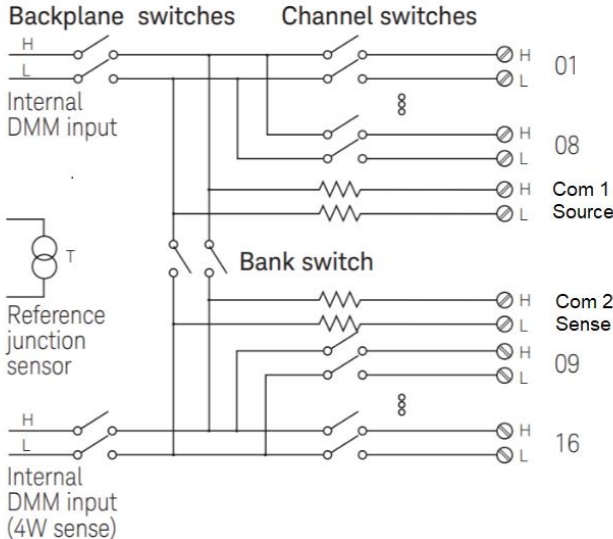 Backplane switches
Channel switches
H
L
Internal
DMM input
H
L
01
H
L
08
H
L
Com 1
Source
T
Bank switch
Reference
junction
sensor
H
L
Com 2
Sense
H
L
09
H
L
Internal
DMM input
(4W sense)
H
L
16